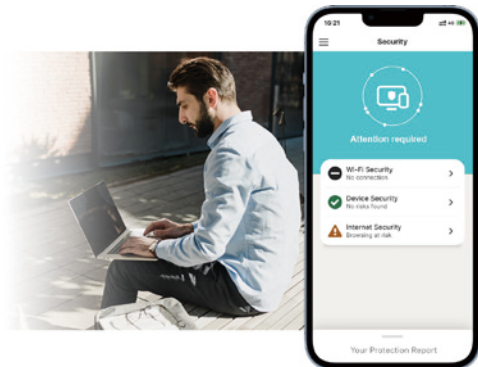 10:21
Security
Attention required
Wi-Fi Security
No connection
Device Security
No risks found
Internet Security
Browsing at risk
Your Protection Report